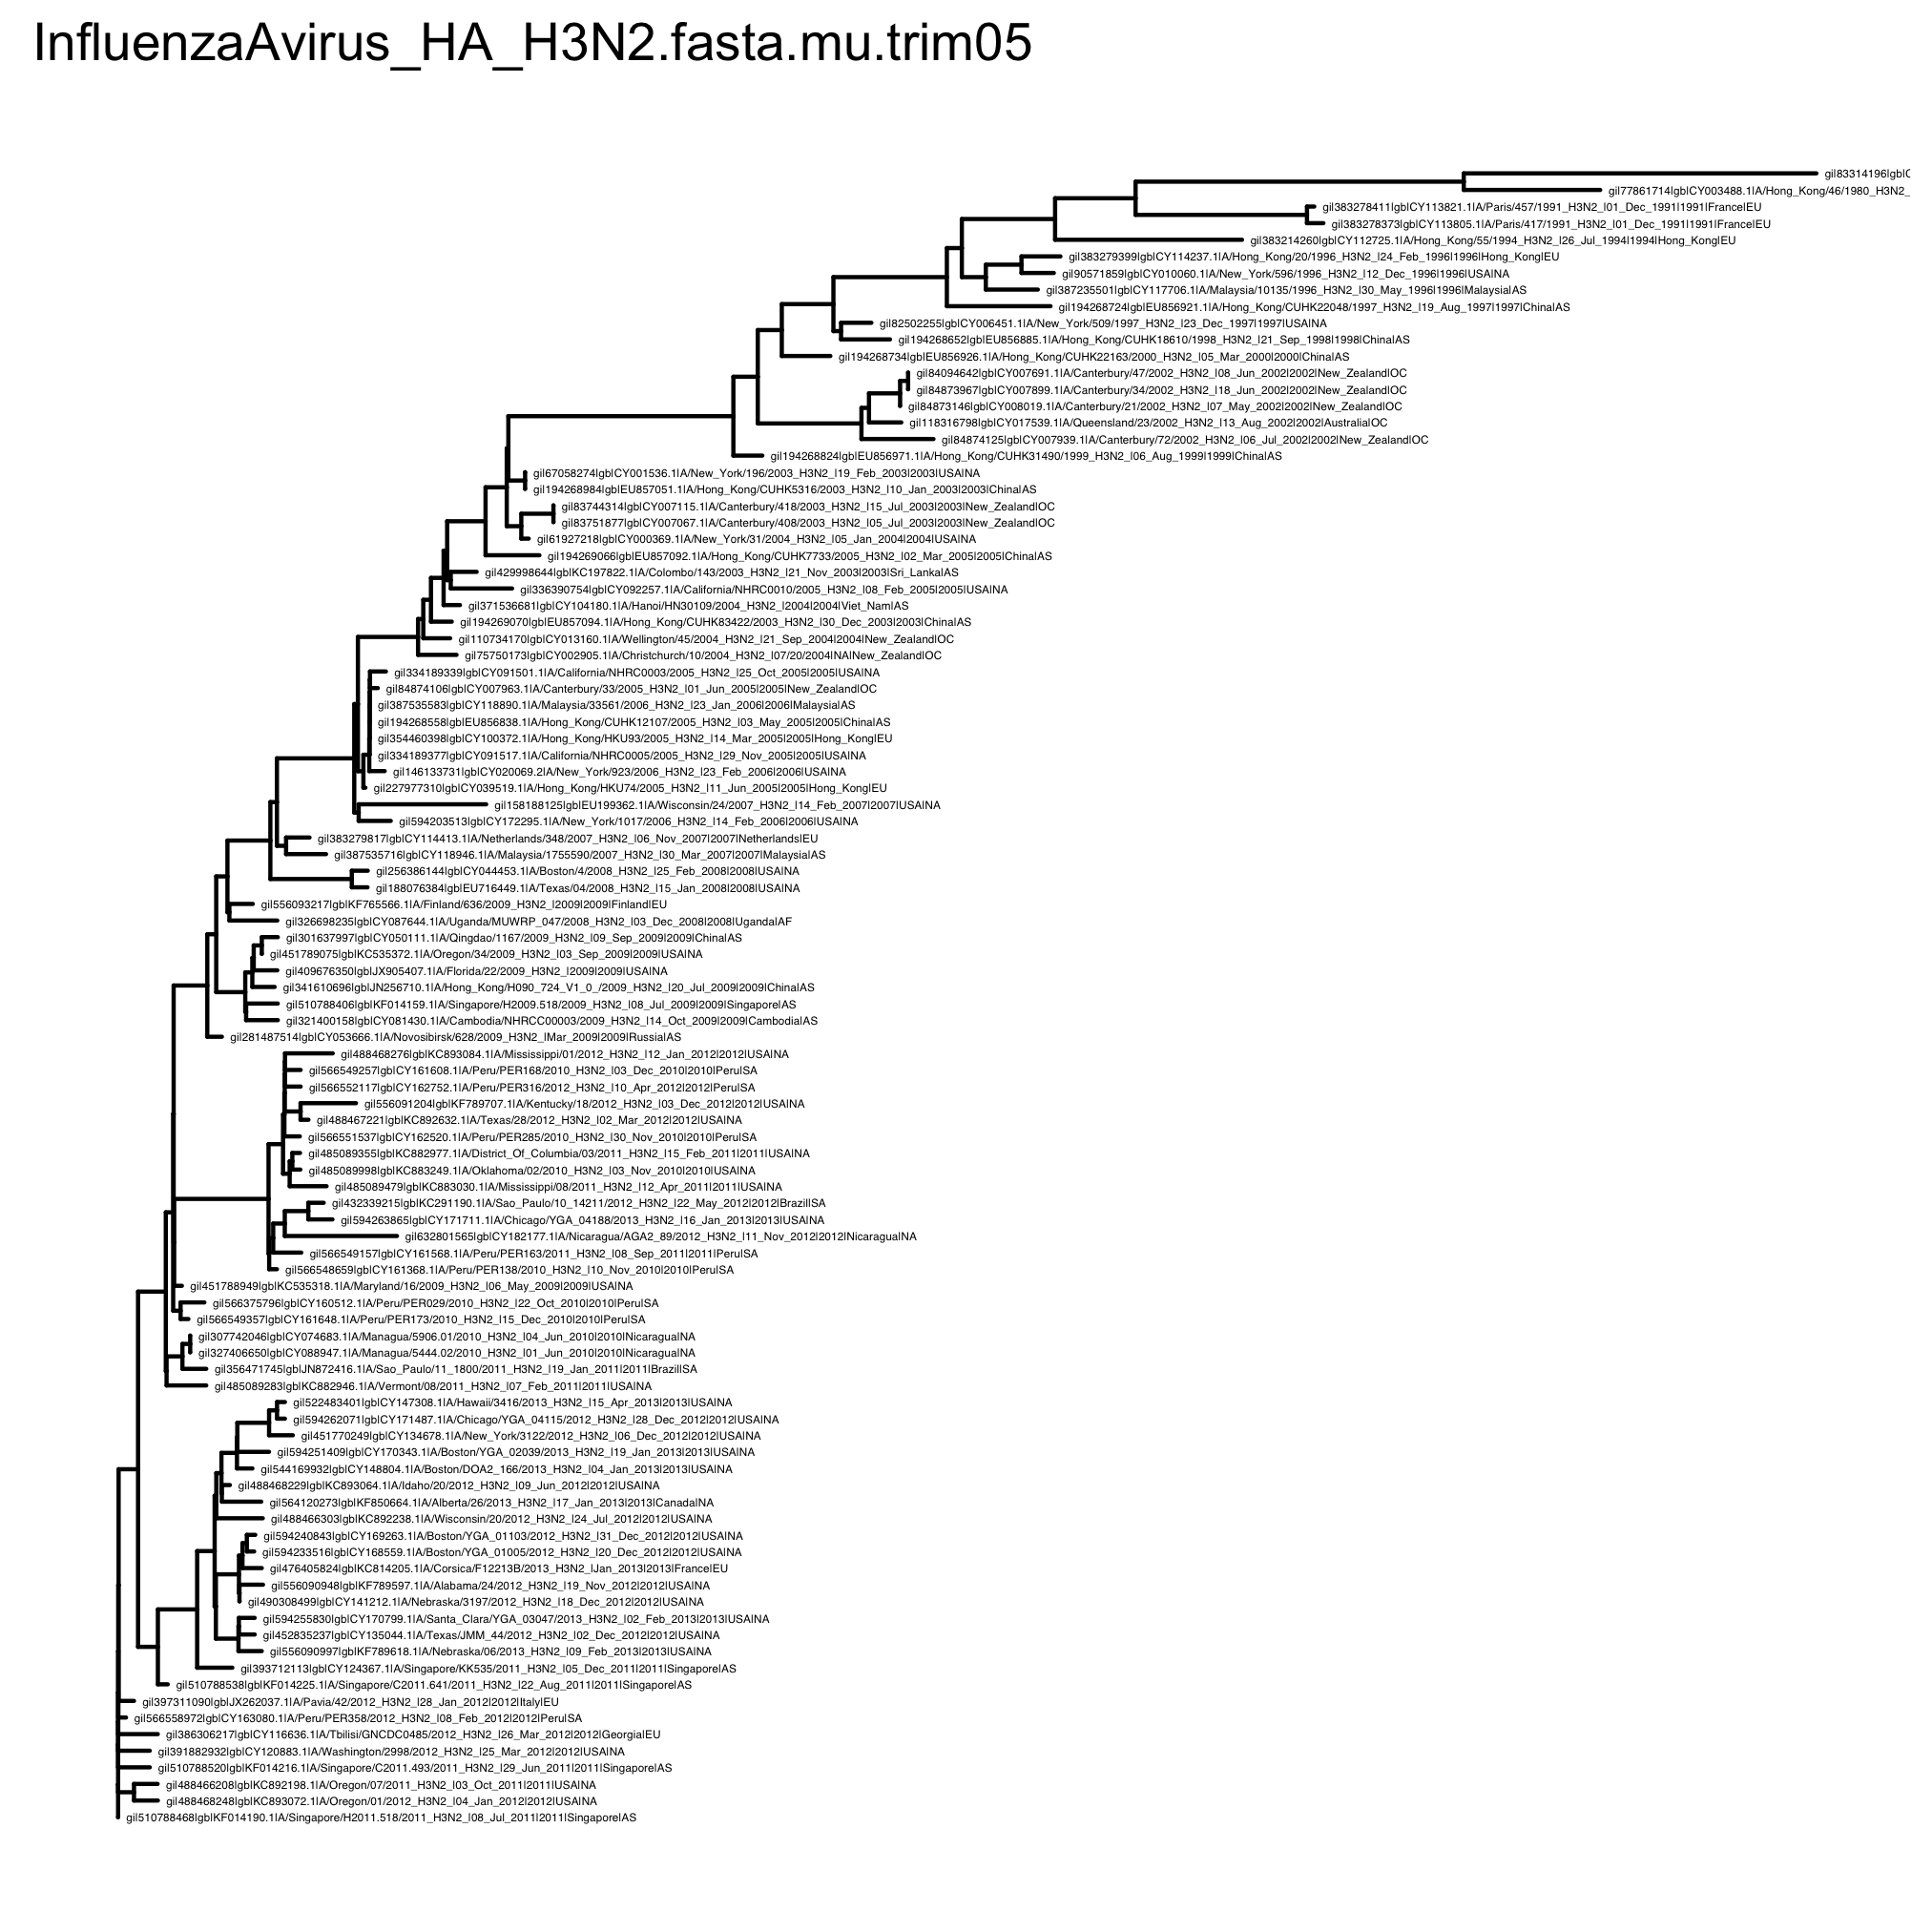 InfluenzaAvirus_HA_H3N2.fasta.mu.trim05
gi|83314196|gb|C
gi|77861714|gb|CY003488.1|A/Hong_Kong/46/1980_H3N2_
gi|383278411|gb|CY113821.1|A/Paris/457/1991_H3N2_|01_Dec_1991|1991|France|EU
gi|383278373|gb|CY113805.1|A/Paris/417/1991_H3N2_|01_Dec_1991|1991|France|EU
gi|383214260|gb|CY112725.1|A/Hong_Kong/55/1994_H3N2_|26_Jul_1994|1994|Hong_Kong|EU
gi|383279399|gb|CY114237.1|A/Hong_Kong/20/1996_H3N2_|24_Feb_1996|1996|Hong_Kong|EU
gi|90571859|gb|CY010060.1|A/New_York/596/1996_H3N2_|12_Dec_1996|1996|USA|NA
gi|387235501|gb|CY117706.1|A/Malaysia/10135/1996_H3N2_|30_May_1996|1996|Malaysia|AS
gi|194268724|gb|EU856921.1|A/Hong_Kong/CUHK22048/1997_H3N2_|19_Aug_1997|1997|China|AS
gi|82502255|gb|CY006451.1|A/New_York/509/1997_H3N2_|23_Dec_1997|1997|USA|NA
gi|194268652|gb|EU856885.1|A/Hong_Kong/CUHK18610/1998_H3N2_|21_Sep_1998|1998|China|AS
gi|194268734|gb|EU856926.1|A/Hong_Kong/CUHK22163/2000_H3N2_|05_Mar_2000|2000|China|AS
gi|84094642|gb|CY007691.1|A/Canterbury/47/2002_H3N2_|08_Jun_2002|2002|New_Zealand|OC
gi|84873967|gb|CY007899.1|A/Canterbury/34/2002_H3N2_|18_Jun_2002|2002|New_Zealand|OC
gi|84873146|gb|CY008019.1|A/Canterbury/21/2002_H3N2_|07_May_2002|2002|New_Zealand|OC
gi|118316798|gb|CY017539.1|A/Queensland/23/2002_H3N2_|13_Aug_2002|2002|Australia|OC
gi|84874125|gb|CY007939.1|A/Canterbury/72/2002_H3N2_|06_Jul_2002|2002|New_Zealand|OC
gi|194268824|gb|EU856971.1|A/Hong_Kong/CUHK31490/1999_H3N2_|06_Aug_1999|1999|China|AS
gi|67058274|gb|CY001536.1|A/New_York/196/2003_H3N2_|19_Feb_2003|2003|USA|NA
gi|194268984|gb|EU857051.1|A/Hong_Kong/CUHK5316/2003_H3N2_|10_Jan_2003|2003|China|AS
gi|83744314|gb|CY007115.1|A/Canterbury/418/2003_H3N2_|15_Jul_2003|2003|New_Zealand|OC
gi|83751877|gb|CY007067.1|A/Canterbury/408/2003_H3N2_|05_Jul_2003|2003|New_Zealand|OC
gi|61927218|gb|CY000369.1|A/New_York/31/2004_H3N2_|05_Jan_2004|2004|USA|NA
gi|194269066|gb|EU857092.1|A/Hong_Kong/CUHK7733/2005_H3N2_|02_Mar_2005|2005|China|AS
gi|429998644|gb|KC197822.1|A/Colombo/143/2003_H3N2_|21_Nov_2003|2003|Sri_Lanka|AS
gi|336390754|gb|CY092257.1|A/California/NHRC0010/2005_H3N2_|08_Feb_2005|2005|USA|NA
gi|371536681|gb|CY104180.1|A/Hanoi/HN30109/2004_H3N2_|2004|2004|Viet_Nam|AS
gi|194269070|gb|EU857094.1|A/Hong_Kong/CUHK83422/2003_H3N2_|30_Dec_2003|2003|China|AS
gi|110734170|gb|CY013160.1|A/Wellington/45/2004_H3N2_|21_Sep_2004|2004|New_Zealand|OC
gi|75750173|gb|CY002905.1|A/Christchurch/10/2004_H3N2_|07/20/2004|NA|New_Zealand|OC
gi|334189339|gb|CY091501.1|A/California/NHRC0003/2005_H3N2_|25_Oct_2005|2005|USA|NA
gi|84874106|gb|CY007963.1|A/Canterbury/33/2005_H3N2_|01_Jun_2005|2005|New_Zealand|OC
gi|387535583|gb|CY118890.1|A/Malaysia/33561/2006_H3N2_|23_Jan_2006|2006|Malaysia|AS
gi|194268558|gb|EU856838.1|A/Hong_Kong/CUHK12107/2005_H3N2_|03_May_2005|2005|China|AS
gi|354460398|gb|CY100372.1|A/Hong_Kong/HKU93/2005_H3N2_|14_Mar_2005|2005|Hong_Kong|EU
gi|334189377|gb|CY091517.1|A/California/NHRC0005/2005_H3N2_|29_Nov_2005|2005|USA|NA
gi|146133731|gb|CY020069.2|A/New_York/923/2006_H3N2_|23_Feb_2006|2006|USA|NA
gi|227977310|gb|CY039519.1|A/Hong_Kong/HKU74/2005_H3N2_|11_Jun_2005|2005|Hong_Kong|EU
gi|158188125|gb|EU199362.1|A/Wisconsin/24/2007_H3N2_|14_Feb_2007|2007|USA|NA
gi|594203513|gb|CY172295.1|A/New_York/1017/2006_H3N2_|14_Feb_2006|2006|USA|NA
gi|383279817|gb|CY114413.1|A/Netherlands/348/2007_H3N2_|06_Nov_2007|2007|Netherlands|EU
gi|387535716|gb|CY118946.1|A/Malaysia/1755590/2007_H3N2_|30_Mar_2007|2007|Malaysia|AS
gi|256386144|gb|CY044453.1|A/Boston/4/2008_H3N2_|25_Feb_2008|2008|USA|NA
gi|188076384|gb|EU716449.1|A/Texas/04/2008_H3N2_|15_Jan_2008|2008|USA|NA
gi|556093217|gb|KF765566.1|A/Finland/636/2009_H3N2_|2009|2009|Finland|EU
gi|326698235|gb|CY087644.1|A/Uganda/MUWRP_047/2008_H3N2_|03_Dec_2008|2008|Uganda|AF
gi|301637997|gb|CY050111.1|A/Qingdao/1167/2009_H3N2_|09_Sep_2009|2009|China|AS
gi|451789075|gb|KC535372.1|A/Oregon/34/2009_H3N2_|03_Sep_2009|2009|USA|NA
gi|409676350|gb|JX905407.1|A/Florida/22/2009_H3N2_|2009|2009|USA|NA
gi|341610696|gb|JN256710.1|A/Hong_Kong/H090_724_V1_0_/2009_H3N2_|20_Jul_2009|2009|China|AS
gi|510788406|gb|KF014159.1|A/Singapore/H2009.518/2009_H3N2_|08_Jul_2009|2009|Singapore|AS
gi|321400158|gb|CY081430.1|A/Cambodia/NHRCC00003/2009_H3N2_|14_Oct_2009|2009|Cambodia|AS
gi|281487514|gb|CY053666.1|A/Novosibirsk/628/2009_H3N2_|Mar_2009|2009|Russia|AS
gi|488468276|gb|KC893084.1|A/Mississippi/01/2012_H3N2_|12_Jan_2012|2012|USA|NA
gi|566549257|gb|CY161608.1|A/Peru/PER168/2010_H3N2_|03_Dec_2010|2010|Peru|SA
gi|566552117|gb|CY162752.1|A/Peru/PER316/2012_H3N2_|10_Apr_2012|2012|Peru|SA
gi|556091204|gb|KF789707.1|A/Kentucky/18/2012_H3N2_|03_Dec_2012|2012|USA|NA
gi|488467221|gb|KC892632.1|A/Texas/28/2012_H3N2_|02_Mar_2012|2012|USA|NA
gi|566551537|gb|CY162520.1|A/Peru/PER285/2010_H3N2_|30_Nov_2010|2010|Peru|SA
gi|485089355|gb|KC882977.1|A/District_Of_Columbia/03/2011_H3N2_|15_Feb_2011|2011|USA|NA
gi|485089998|gb|KC883249.1|A/Oklahoma/02/2010_H3N2_|03_Nov_2010|2010|USA|NA
gi|485089479|gb|KC883030.1|A/Mississippi/08/2011_H3N2_|12_Apr_2011|2011|USA|NA
gi|432339215|gb|KC291190.1|A/Sao_Paulo/10_14211/2012_H3N2_|22_May_2012|2012|Brazil|SA
gi|594263865|gb|CY171711.1|A/Chicago/YGA_04188/2013_H3N2_|16_Jan_2013|2013|USA|NA
gi|632801565|gb|CY182177.1|A/Nicaragua/AGA2_89/2012_H3N2_|11_Nov_2012|2012|Nicaragua|NA
gi|566549157|gb|CY161568.1|A/Peru/PER163/2011_H3N2_|08_Sep_2011|2011|Peru|SA
gi|566548659|gb|CY161368.1|A/Peru/PER138/2010_H3N2_|10_Nov_2010|2010|Peru|SA
gi|451788949|gb|KC535318.1|A/Maryland/16/2009_H3N2_|06_May_2009|2009|USA|NA
gi|566375796|gb|CY160512.1|A/Peru/PER029/2010_H3N2_|22_Oct_2010|2010|Peru|SA
gi|566549357|gb|CY161648.1|A/Peru/PER173/2010_H3N2_|15_Dec_2010|2010|Peru|SA
gi|307742046|gb|CY074683.1|A/Managua/5906.01/2010_H3N2_|04_Jun_2010|2010|Nicaragua|NA
gi|327406650|gb|CY088947.1|A/Managua/5444.02/2010_H3N2_|01_Jun_2010|2010|Nicaragua|NA
gi|356471745|gb|JN872416.1|A/Sao_Paulo/11_1800/2011_H3N2_|19_Jan_2011|2011|Brazil|SA
gi|485089283|gb|KC882946.1|A/Vermont/08/2011_H3N2_|07_Feb_2011|2011|USA|NA
gi|522483401|gb|CY147308.1|A/Hawaii/3416/2013_H3N2_|15_Apr_2013|2013|USA|NA
gi|594262071|gb|CY171487.1|A/Chicago/YGA_04115/2012_H3N2_|28_Dec_2012|2012|USA|NA
gi|451770249|gb|CY134678.1|A/New_York/3122/2012_H3N2_|06_Dec_2012|2012|USA|NA
gi|594251409|gb|CY170343.1|A/Boston/YGA_02039/2013_H3N2_|19_Jan_2013|2013|USA|NA
gi|544169932|gb|CY148804.1|A/Boston/DOA2_166/2013_H3N2_|04_Jan_2013|2013|USA|NA
gi|488468229|gb|KC893064.1|A/Idaho/20/2012_H3N2_|09_Jun_2012|2012|USA|NA
gi|564120273|gb|KF850664.1|A/Alberta/26/2013_H3N2_|17_Jan_2013|2013|Canada|NA
gi|488466303|gb|KC892238.1|A/Wisconsin/20/2012_H3N2_|24_Jul_2012|2012|USA|NA
gi|594240843|gb|CY169263.1|A/Boston/YGA_01103/2012_H3N2_|31_Dec_2012|2012|USA|NA
gi|594233516|gb|CY168559.1|A/Boston/YGA_01005/2012_H3N2_|20_Dec_2012|2012|USA|NA
gi|476405824|gb|KC814205.1|A/Corsica/F12213B/2013_H3N2_|Jan_2013|2013|France|EU
gi|556090948|gb|KF789597.1|A/Alabama/24/2012_H3N2_|19_Nov_2012|2012|USA|NA
gi|490308499|gb|CY141212.1|A/Nebraska/3197/2012_H3N2_|18_Dec_2012|2012|USA|NA
gi|594255830|gb|CY170799.1|A/Santa_Clara/YGA_03047/2013_H3N2_|02_Feb_2013|2013|USA|NA
gi|452835237|gb|CY135044.1|A/Texas/JMM_44/2012_H3N2_|02_Dec_2012|2012|USA|NA
gi|556090997|gb|KF789618.1|A/Nebraska/06/2013_H3N2_|09_Feb_2013|2013|USA|NA
gi|393712113|gb|CY124367.1|A/Singapore/KK535/2011_H3N2_|05_Dec_2011|2011|Singapore|AS
gi|510788538|gb|KF014225.1|A/Singapore/C2011.641/2011_H3N2_|22_Aug_2011|2011|Singapore|AS
gi|397311090|gb|JX262037.1|A/Pavia/42/2012_H3N2_|28_Jan_2012|2012|Italy|EU
gi|566558972|gb|CY163080.1|A/Peru/PER358/2012_H3N2_|08_Feb_2012|2012|Peru|SA
gi|386306217|gb|CY116636.1|A/Tbilisi/GNCDC0485/2012_H3N2_|26_Mar_2012|2012|Georgia|EU
gi|391882932|gb|CY120883.1|A/Washington/2998/2012_H3N2_|25_Mar_2012|2012|USA|NA
gi|510788520|gb|KF014216.1|A/Singapore/C2011.493/2011_H3N2_|29_Jun_2011|2011|Singapore|AS
gi|488466208|gb|KC892198.1|A/Oregon/07/2011_H3N2_|03_Oct_2011|2011|USA|NA
gi|488468248|gb|KC893072.1|A/Oregon/01/2012_H3N2_|04_Jan_2012|2012|USA|NA
gi|510788468|gb|KF014190.1|A/Singapore/H2011.518/2011_H3N2_|08_Jul_2011|2011|Singapore|AS